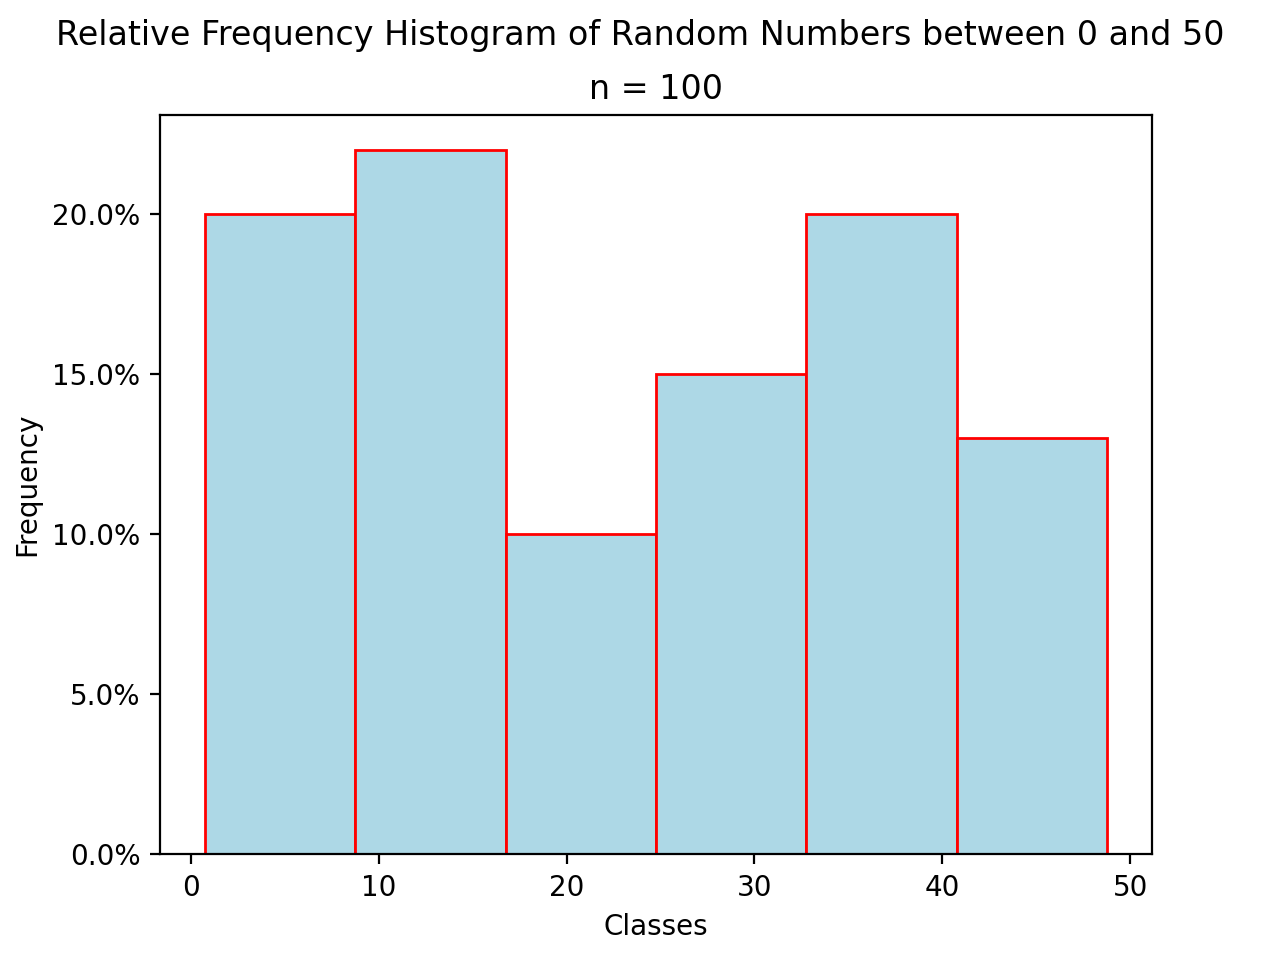 Relative Frequency Histogram of Random Numbers between 0 and 50
n = 100
20.0%
15.0%
10.0%
5.0%
0.0%
Frequency
0 10 20 30 40 50
Classes